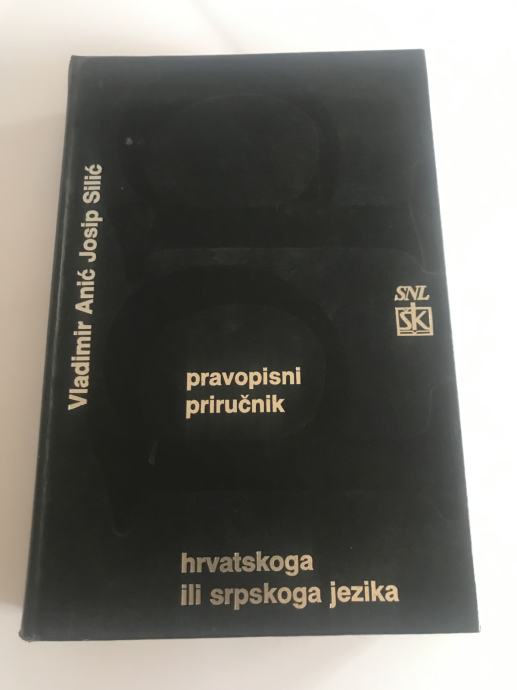 Vladimir Anić Josip Silić
SNL
ŠK
pravopisni
priručnik
hrvatskoga
ili srpskoga jezika